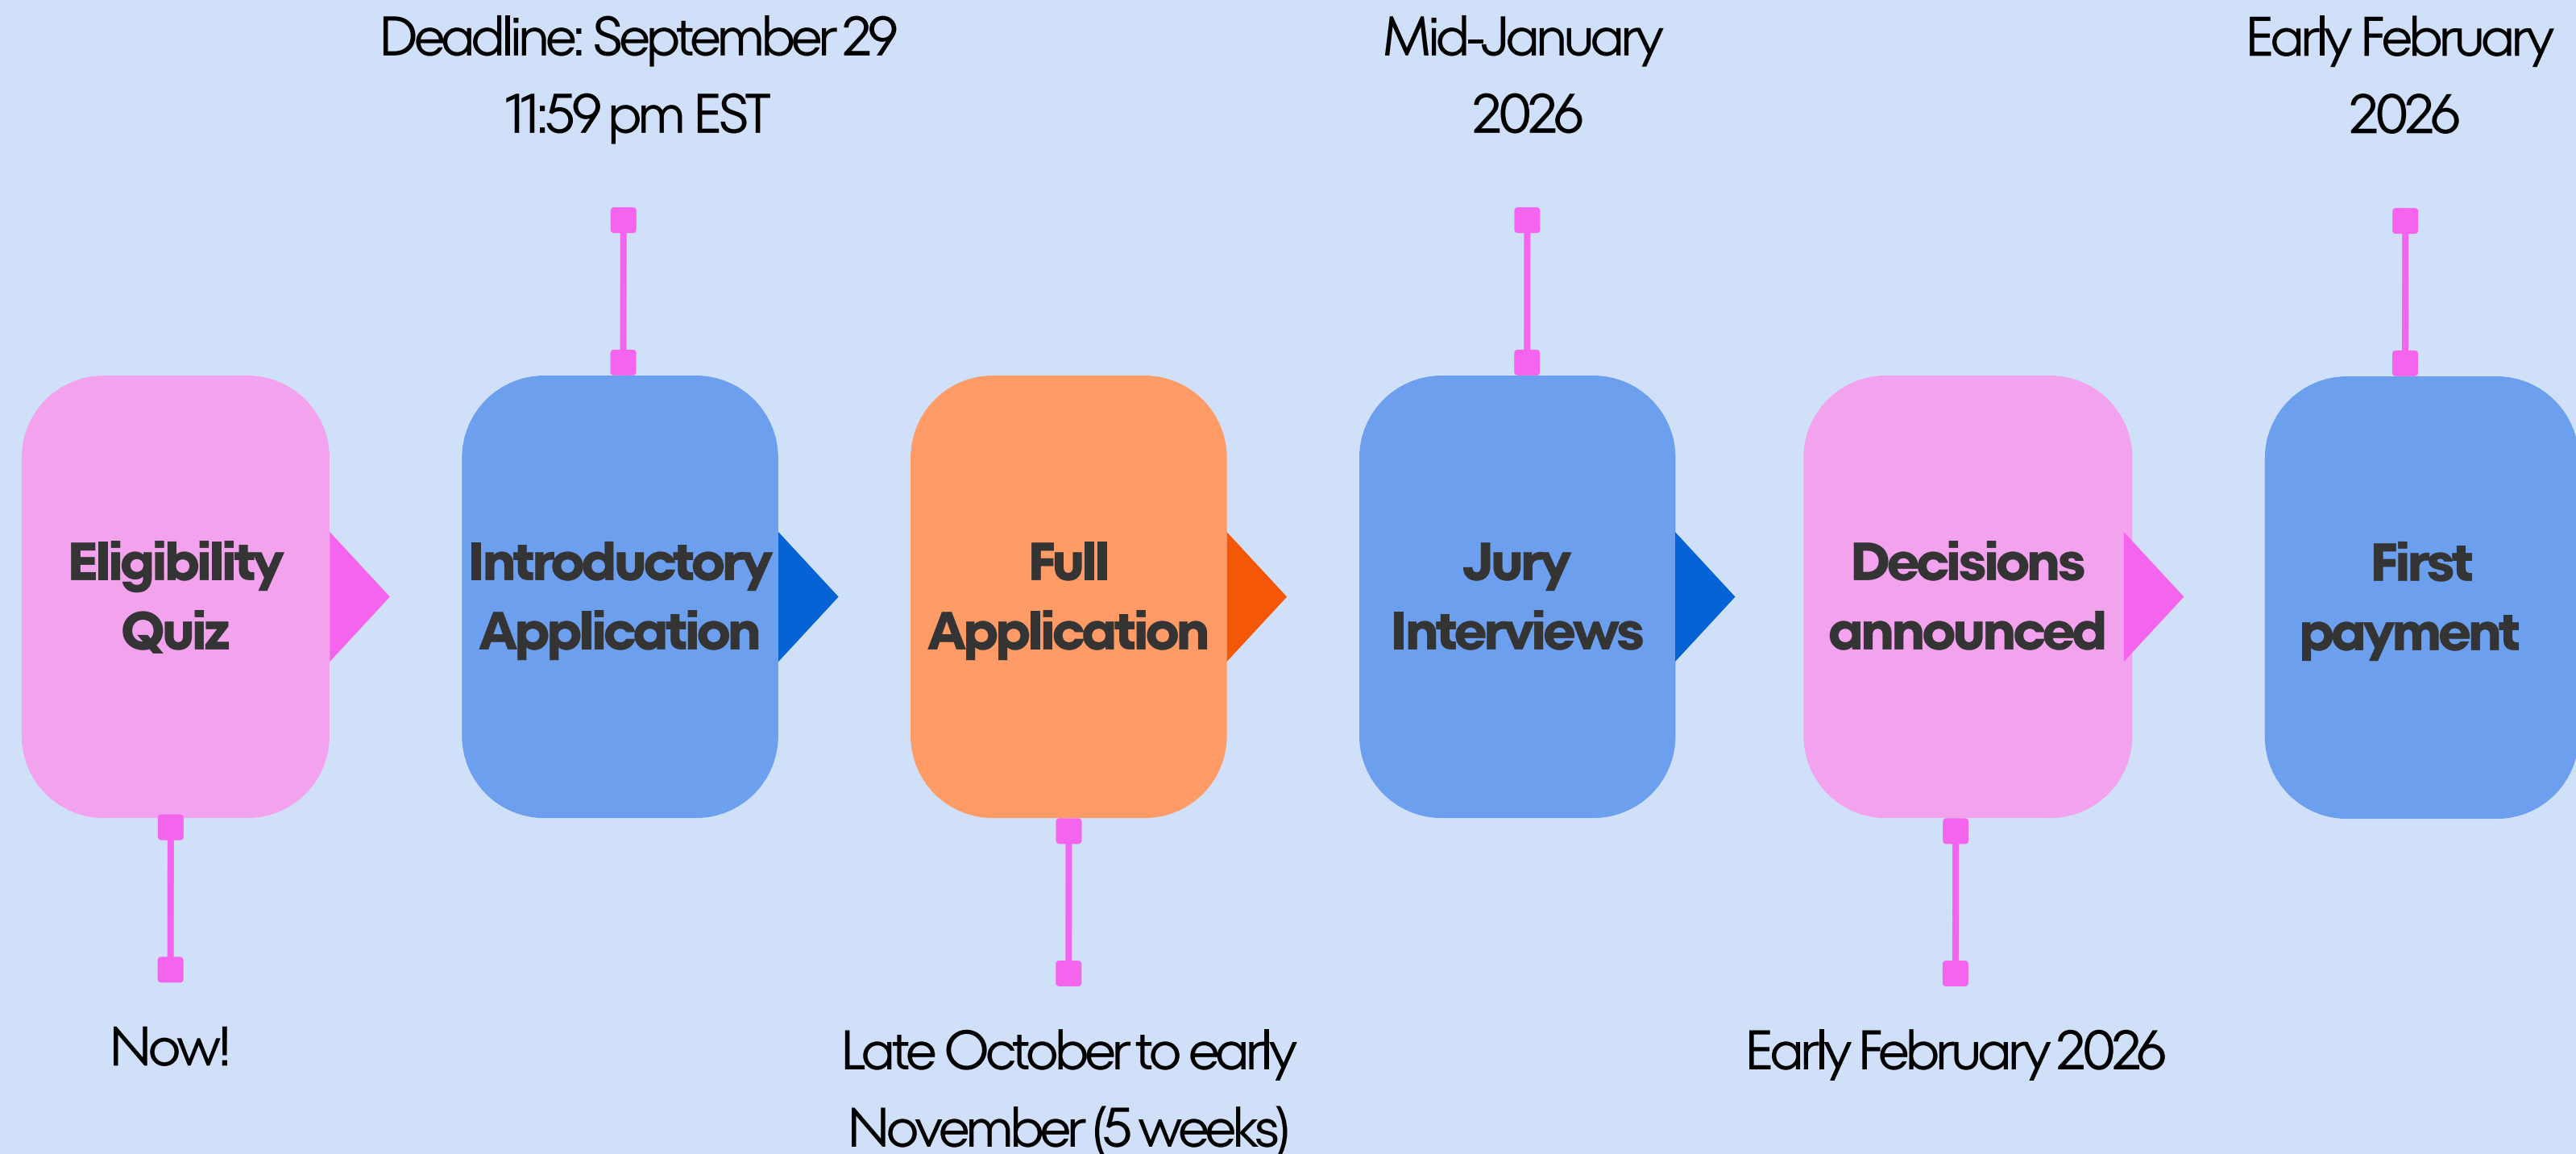 Deadline: September 29
11:59 pm EST
Mid-January
2026
Early February
2026
Eligibility
Quiz
Introductory
Application
Full
Application
Jury
Interviews
Decisions
announced
First
payment
Now!
Late October to early
November (5 weeks)
Early February 2026